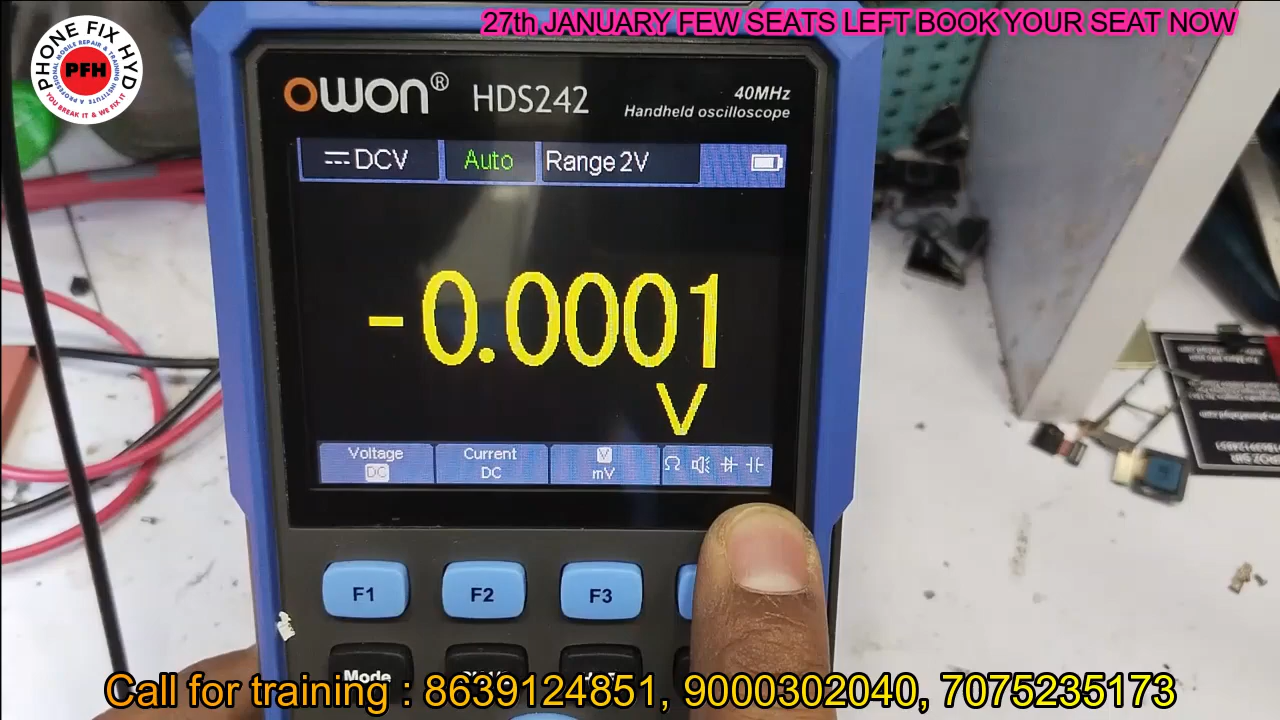 27th JANUARY FEW SEATS LEFT BOOK YOUR SEAT NOW
PHONE FIX HYD
A PROFESSIONAL MOBILE REPAIR & TRAINING INSTITUTE
PFH
YOU BREAK IT & WE FIX IT
OWON® HDS242
40MHz
Handheld oscilloscope
DCV Auto Range 2V
-0.0001
V
Voltage Current V Ω
DC DC mV
F1 F2 F3
Mode
Call for training : 8639124851, 9000302040, 7075235173